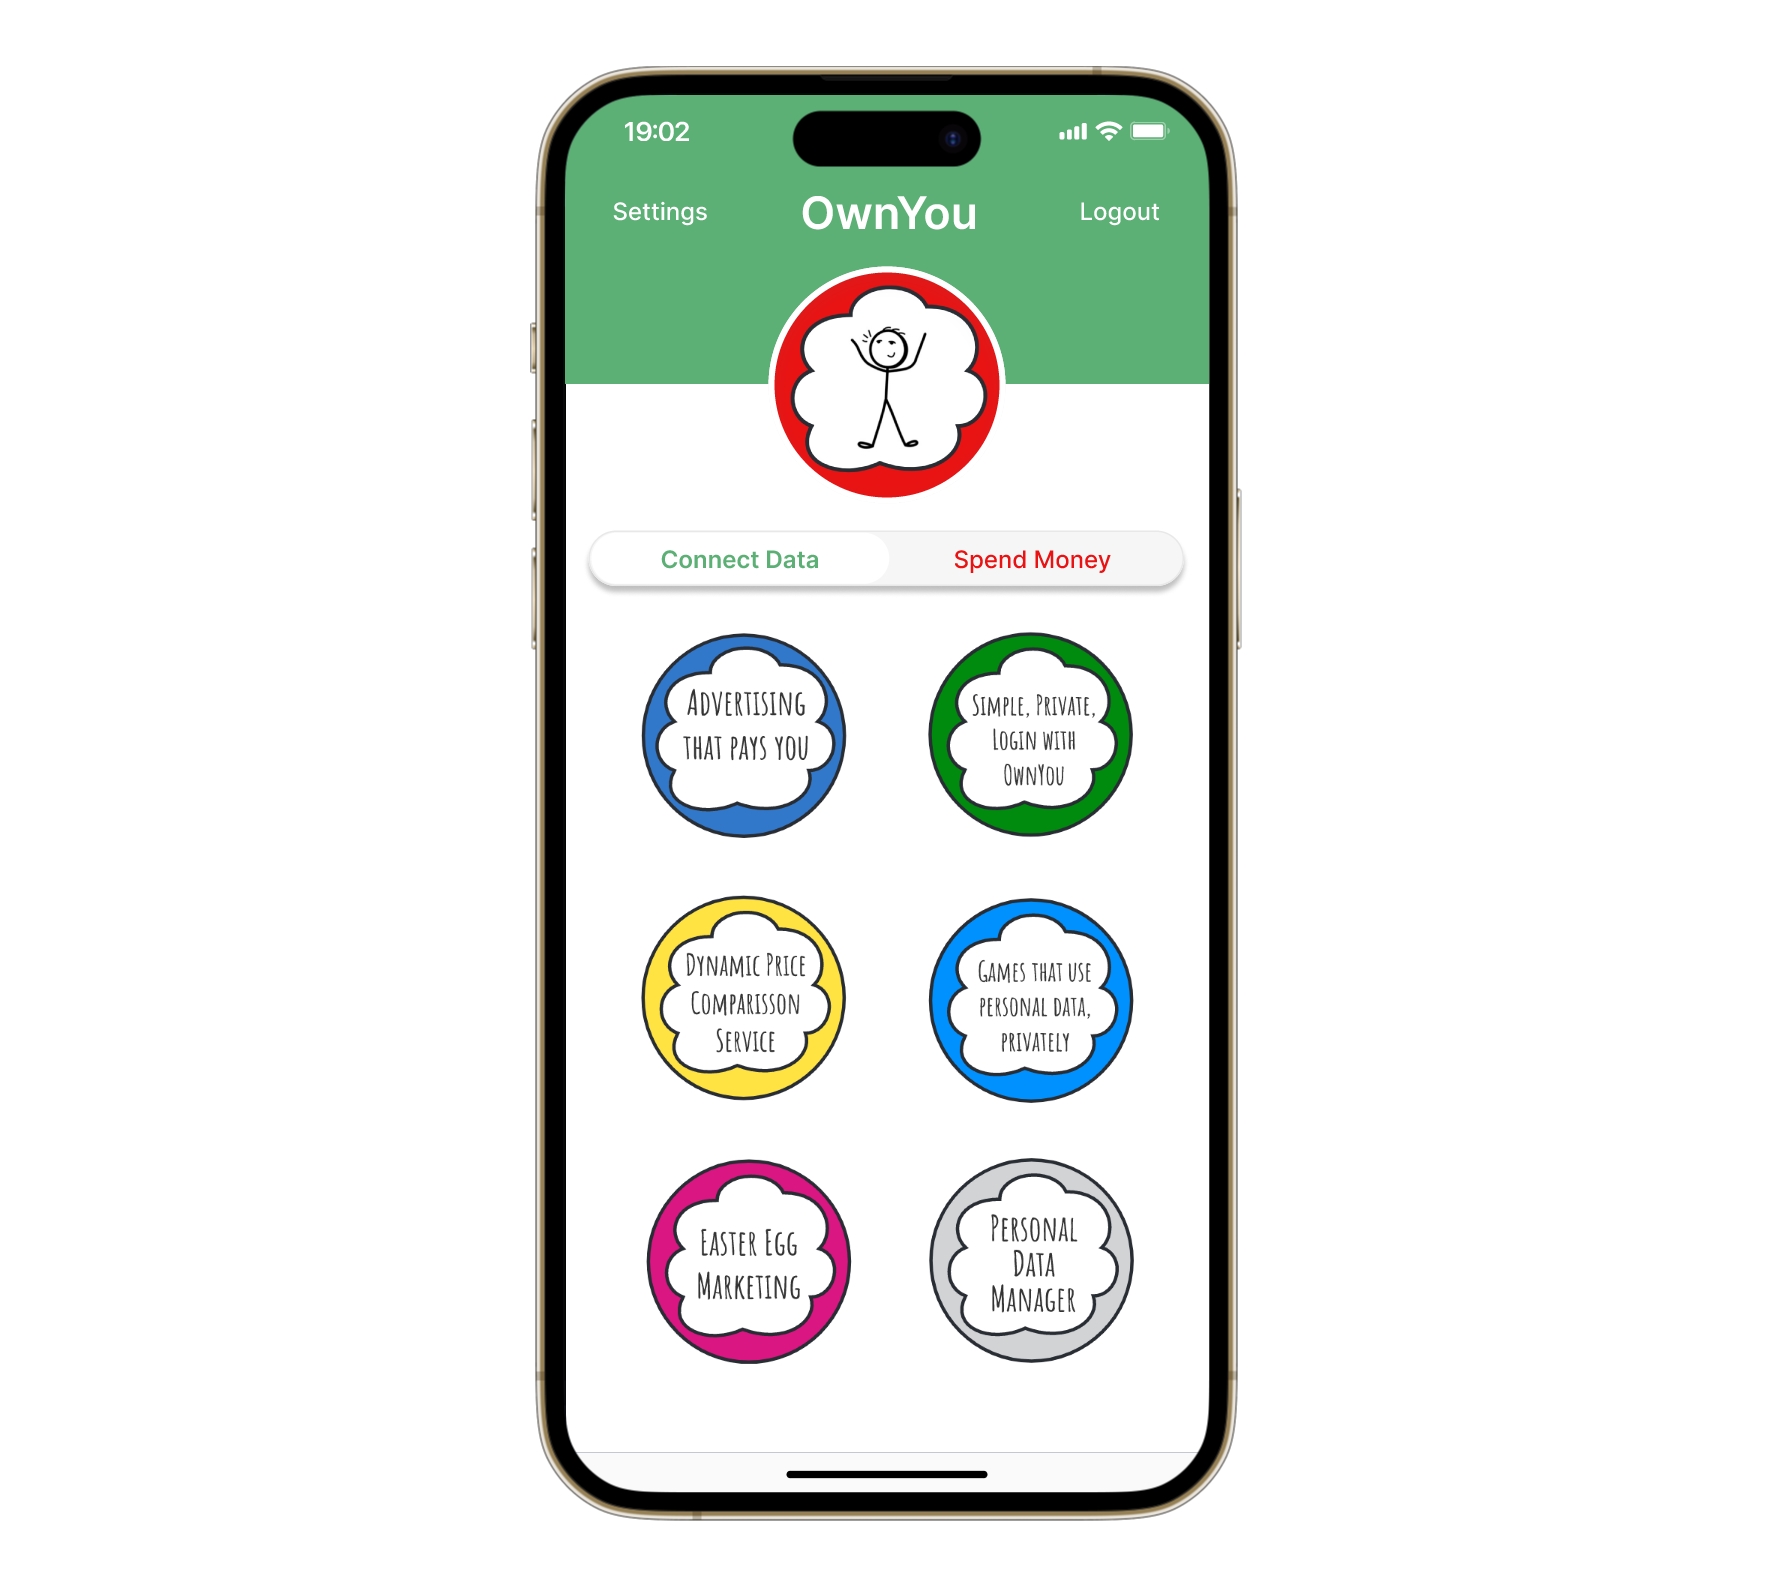 19:02
Settings OwnYou Logout
Connect Data Spend Money
Advertising
that pays you
Simple, Private,
Login with
OwnYou
Dynamic Price
Comparisson
Service
Games that use
personal data,
privately
Easter Egg
Marketing
Personal
Data
Manager